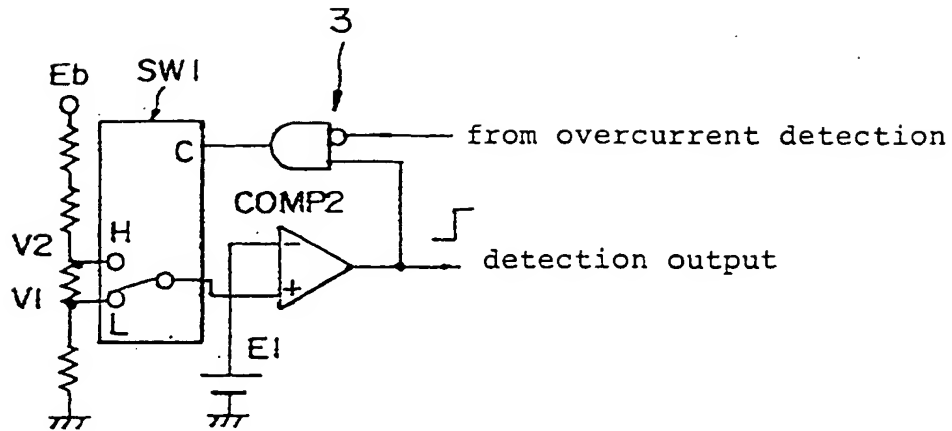 3
Eb
SW1
C
from overcurrent detection
COMP2
V2
H
−
detection output
V1
+
L
E1